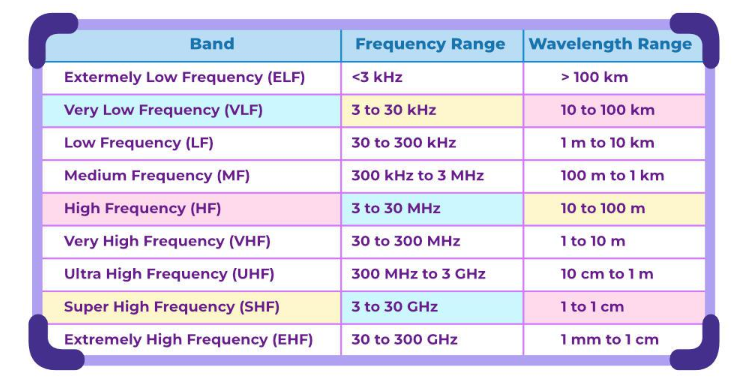 Band Frequency Range Wavelength Range
Extermely Low Frequency (ELF) <3 kHz > 100 km
Very Low Frequency (VLF) 3 to 30 kHz 10 to 100 km
Low Frequency (LF) 30 to 300 kHz 1 m to 10 km
Medium Frequency (MF) 300 kHz to 3 MHz 100 m to 1 km
High Frequency (HF) 3 to 30 MHz 10 to 100 m
Very High Frequency (VHF) 30 to 300 MHz 1 to 10 m
Ultra High Frequency (UHF) 300 MHz to 3 GHz 10 cm to 1 m
Super High Frequency (SHF) 3 to 30 GHz 1 to 1 cm
Extremely High Frequency (EHF) 30 to 300 GHz 1 mm to 1 cm